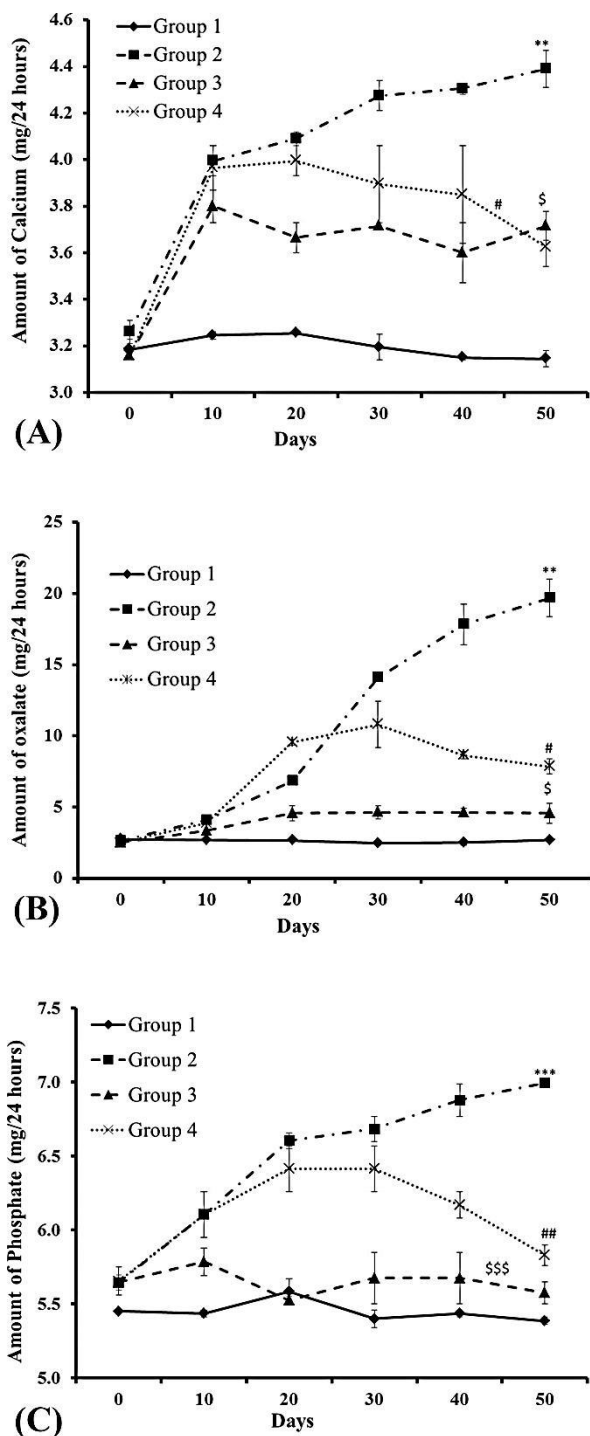 Amount of Calcium (mg/24 hours)
4.6
4.4
4.2
4.0
3.8
3.6
3.4
3.2
3.0
Group 1
Group 2
Group 3
Group 4
**
#
$
0 10 20 30 40 50
Days
(A)
Amount of oxalate (mg/24 hours)
25
20
15
10
5
0
Group 1
Group 2
Group 3
Group 4
**
#
$
0 10 20 30 40 50
Days
(B)
Amount of Phosphate (mg/24 hours)
7.5
7.0
6.5
6.0
5.5
5.0
Group 1
Group 2
Group 3
Group 4
***
##
$$$
0 10 20 30 40 50
Days
(C)